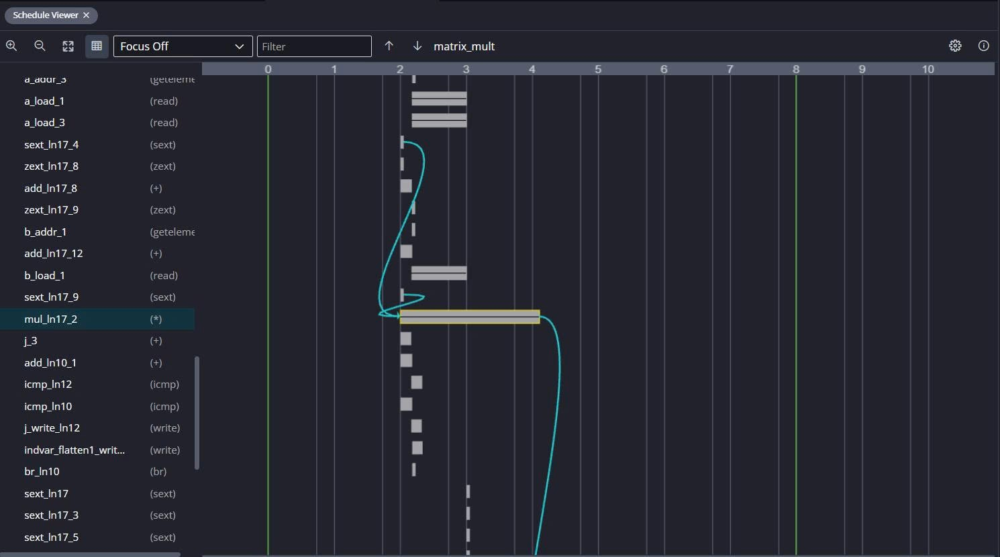 Schedule Viewer ×
Focus Off Filter matrix_mult
0 1 2 3 4 5 6 7 8 9 10
a_addr_3 (geteleme
a_load_1 (read)
a_load_3 (read)
sext_ln17_4 (sext)
zext_ln17_8 (zext)
add_ln17_8 (+)
zext_ln17_9 (zext)
b_addr_1 (geteleme
add_ln17_12 (+)
b_load_1 (read)
sext_ln17_9 (sext)
mul_ln17_2 (*)
j_3 (+)
add_ln10_1 (+)
icmp_ln12 (icmp)
icmp_ln10 (icmp)
j_write_ln12 (write)
indvar_flatten1_writ... (write)
br_ln10 (br)
sext_ln17 (sext)
sext_ln17_3 (sext)
sext_ln17_5 (sext)